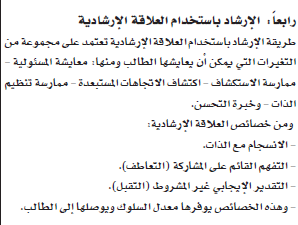 رابعاً: الإرشاد باستخدام العلاقة الإرشادية
طريقة الإرشاد باستخدام العلاقة الإرشادية تعتمد على مجموعة من
التغيرات التي يمكن أن يعايشها الطالب ومنها: معايشة المسئولية –
ممارسة الاستكشاف – اكتشاف الاتجاهات المستبعدة – ممارسة تنظيم
الذات – وخبرة التحسن.
ومن خصائص العلاقة الإرشادية:
– الانسجام مع الذات.
– التفهم القائم على المشاركة (التعاطف).
– التقدير الإيجابي غير المشروط (التقبل).
– وهذه الخصائص يوفرها معدل السلوك ويوصلها إلى الطالب.